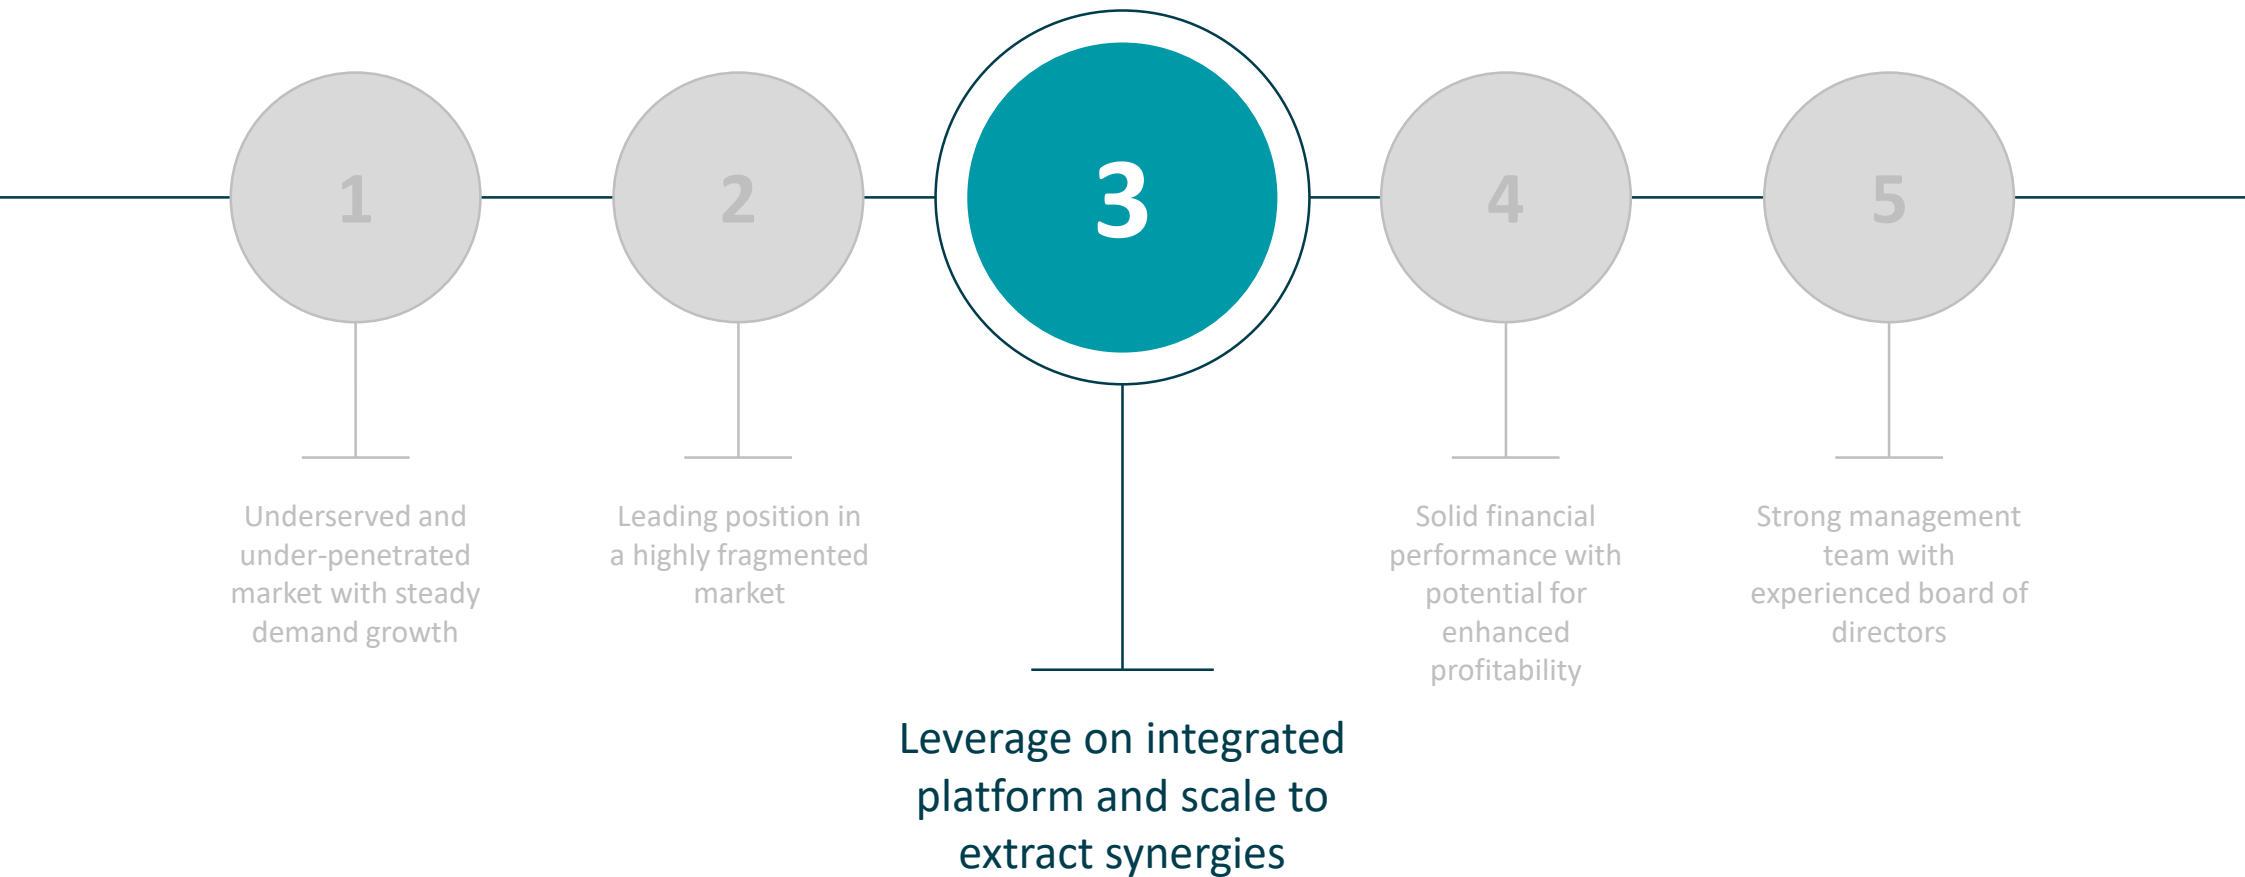 1
Underserved and
under-penetrated
market with steady
demand growth
2
Leading position in
a highly fragmented
market
3
Leverage on integrated
platform and scale to
extract synergies
4
Solid financial
performance with
potential for
enhanced
profitability
5
Strong management
team with
experienced board of
directors